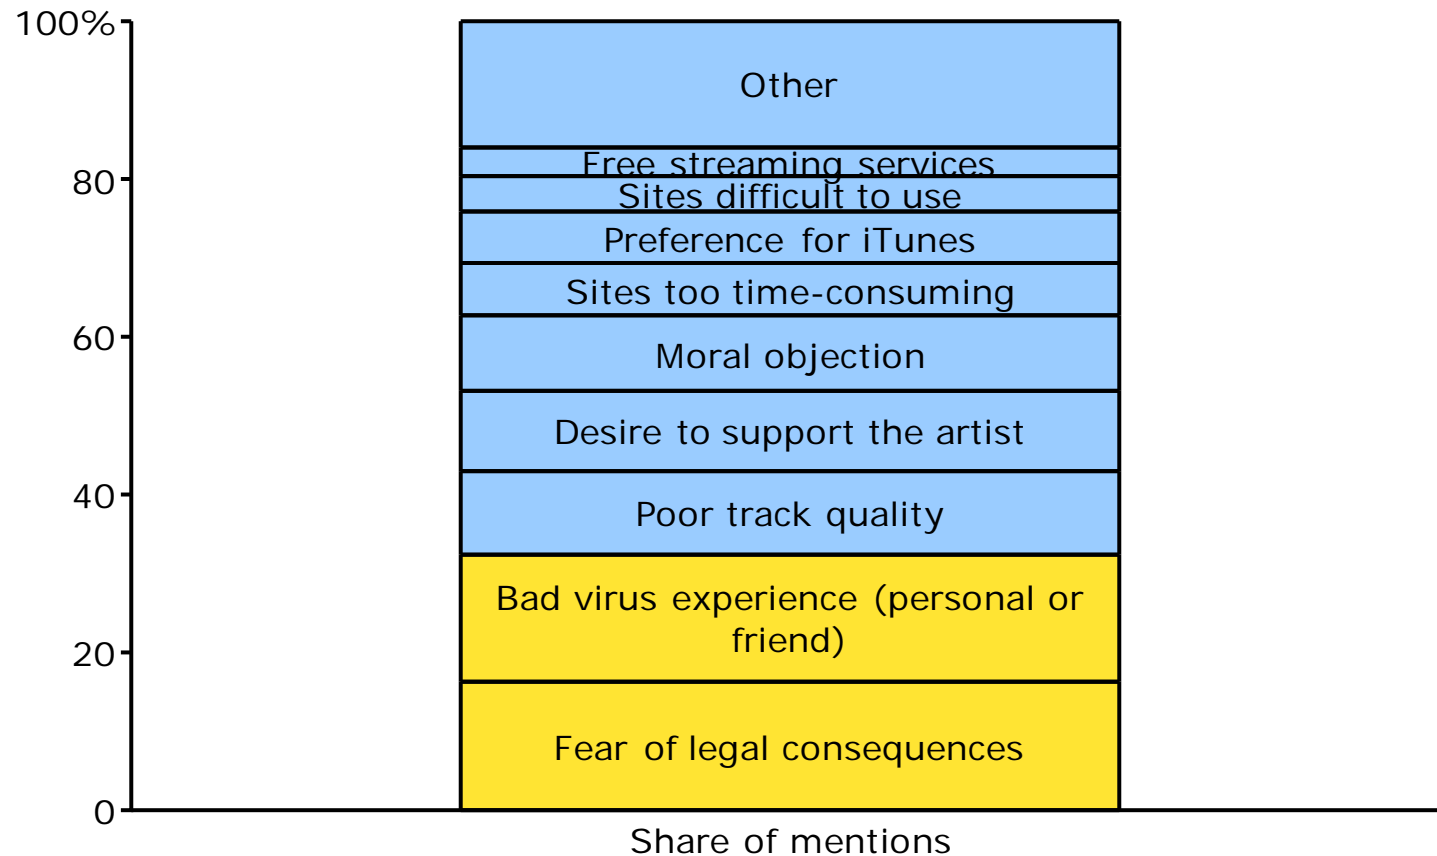 100%
Other
Free streaming services
80
Sites difficult to use
Preference for iTunes
Sites too time-consuming
60
Moral objection
Desire to support the artist
40
Poor track quality
Bad virus experience (personal or
friend)
20
Fear of legal consequences
0
Share of mentions